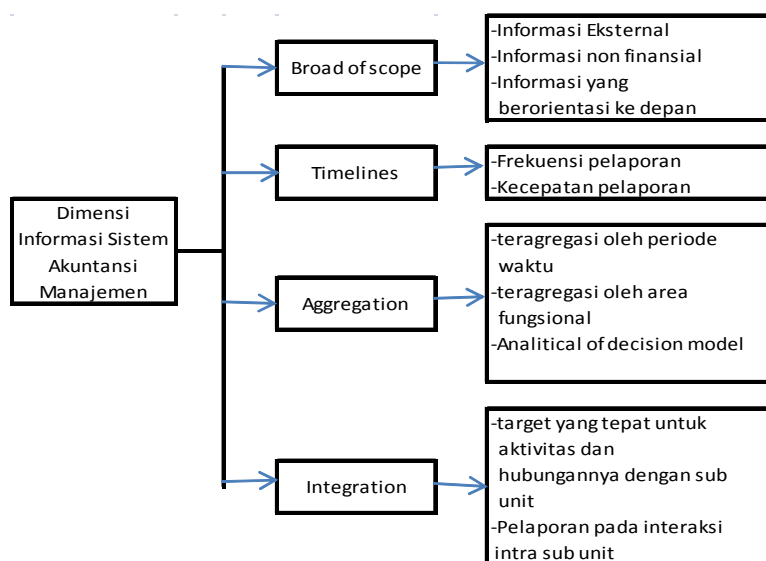 Dimensi
Informasi Sistem
Akuntansi
Manajemen
Broad of scope
-Informasi Eksternal
-Informasi non finansial
-Informasi yang
berorientasi ke depan
Timelines
-Frekuensi pelaporan
-Kecepatan pelaporan
Aggregation
-teragregasi oleh periode
waktu
-teragregasi oleh area
fungsional
-Analitical of decision model
Integration
-target yang tepat untuk
aktivitas dan
hubungannya dengan sub
unit
-Pelaporan pada interaksi
intra sub unit